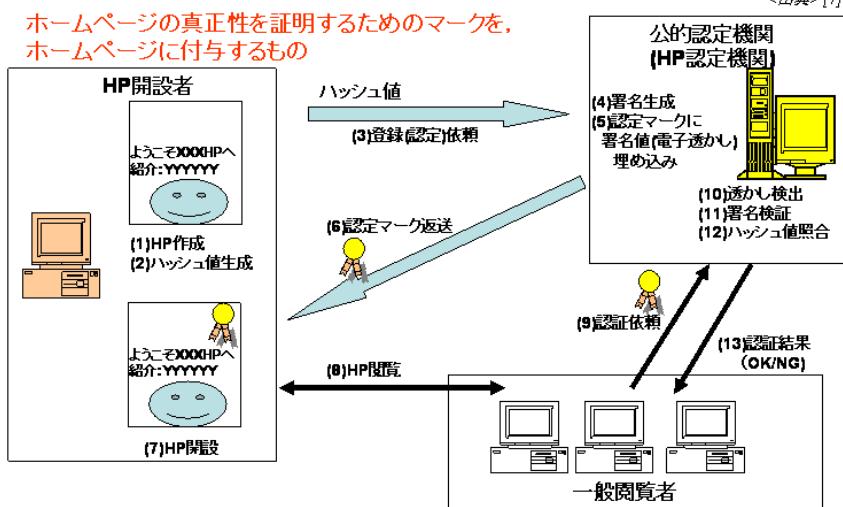 <出典> [7]
ホームページの真正性を証明するためのマークを，
ホームページに付与するもの
HP開設者
ようこそXXXHPへ
紹介:YYYYYY
(1)HP作成
(2)ハッシュ値生成
ようこそXXXHPへ
紹介:YYYYYY
(7)HP開設
ハッシュ値
(3)登録(認定)依頼
(6)認定マーク返送
(8)HP閲覧
公的認定機関
(HP認定機関)
(4)署名生成
(5)認定マークに
署名値(電子透かし)
埋め込み
(10)透かし検出
(11)署名検証
(12)ハッシュ値照合
(9)認証依頼
(13)認証結果
（OK/NG)
一般閲覧者